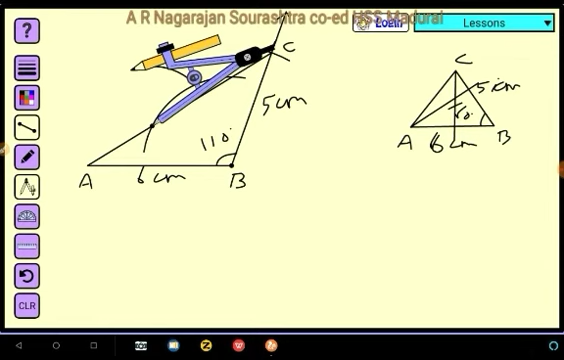 A R Nagarajan Sourashtra co-ed HSS Madurai
?
Login
Lessons
C
5cm
110°
A
6cm
B
C
5cm
A
6cm
B
CLR